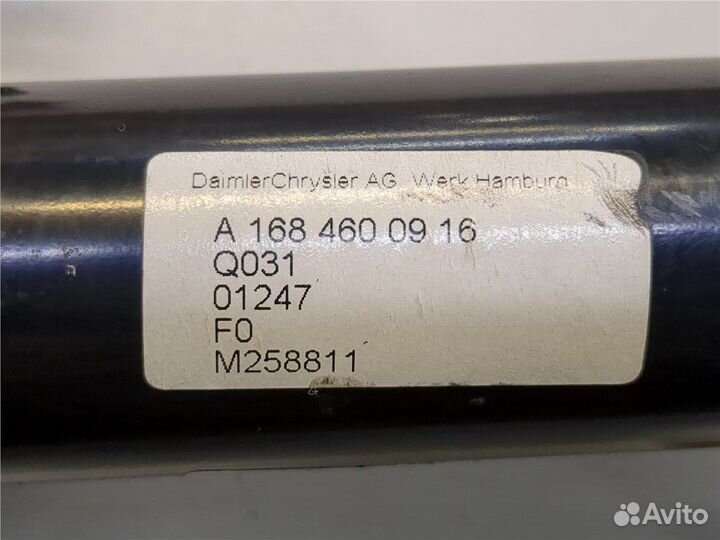 DaimlerChrysler AG Werk Hamburg
A 168 460 09 16
Q031
01247
F0
M258811
Avito